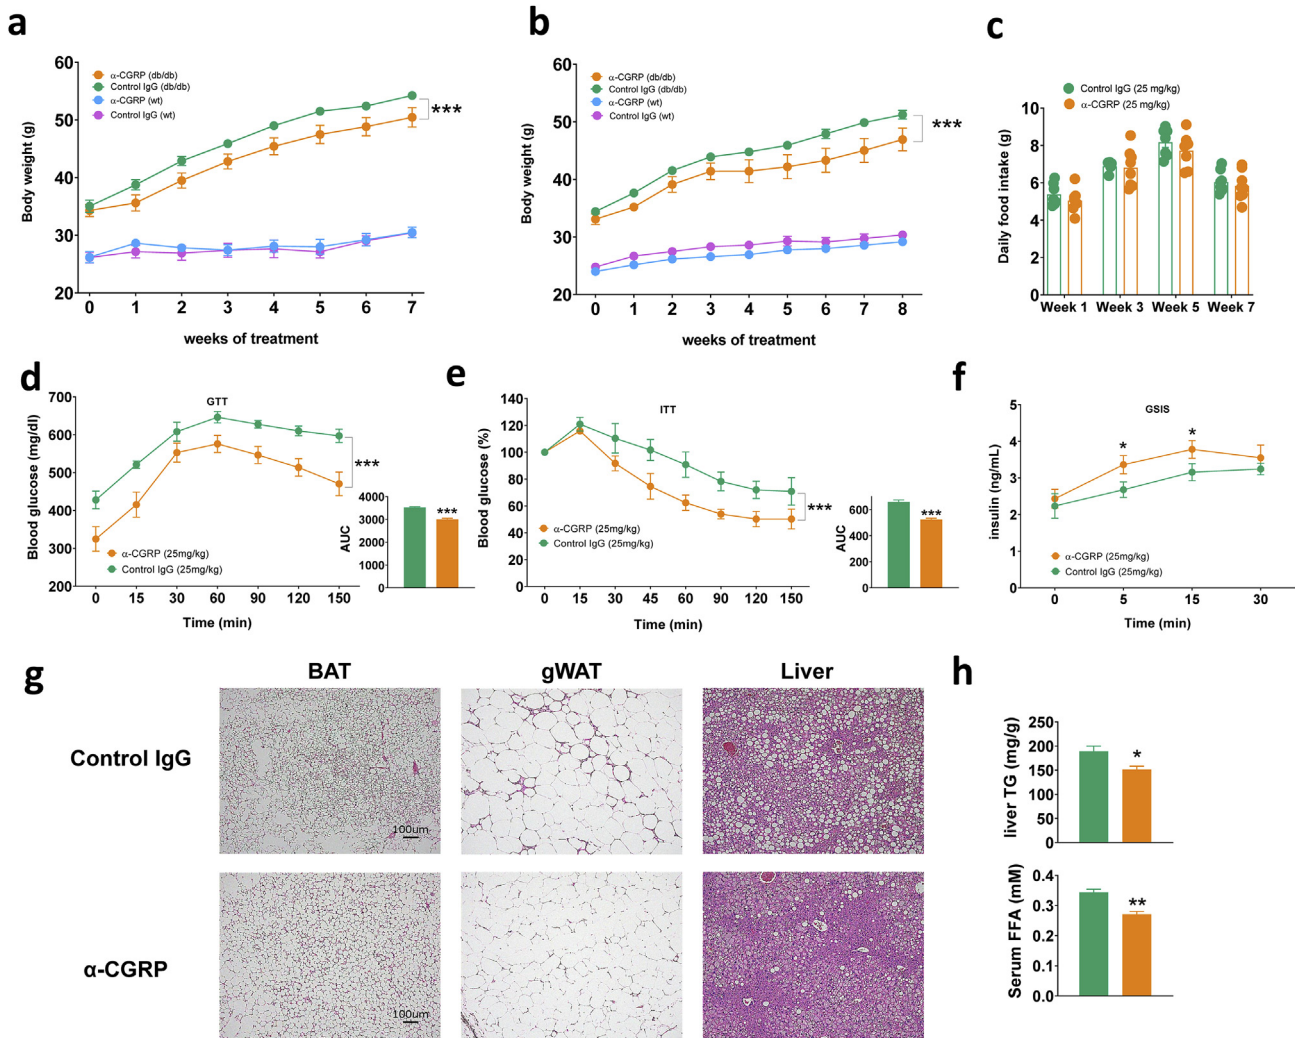 a
60
50
40
30
20
Body weight (g)
α-CGRP (db/db)
Control IgG (db/db)
α-CGRP (wt)
Control IgG (wt)
***
0 1 2 3 4 5 6 7
weeks of treatment
b
60
50
40
30
20
Body weight (g)
α-CGRP (db/db)
Control IgG (db/db)
α-CGRP (wt)
Control IgG (wt)
***
0 1 2 3 4 5 6 7 8
weeks of treatment
c
Control IgG (25 mg/kg)
α-CGRP (25 mg/kg)
10
8
6
4
2
0
Daily food intake (g)
Week 1 Week 3 Week 5 Week 7
d
GTT
700
600
500
400
300
200
Blood glucose (mg/dl)
***
α-CGRP (25mg/kg)
Control IgG (25mg/kg)
0 15 30 60 90 120 150
Time (min)
4000
3000
2000
1000
0
AUC
***
e
ITT
140
120
100
80
60
40
20
0
Blood glucose (%)
***
α-CGRP (25mg/kg)
Control IgG (25mg/kg)
0 15 30 45 60 90 120 150
Time (min)
600
400
200
0
AUC
***
f
GSIS
5
4
3
2
1
0
insulin (ng/mL)
* *
α-CGRP (25mg/kg)
Control IgG (25mg/kg)
0 5 15 30
Time (min)
g
BAT gWAT Liver
Control IgG
100um
α-CGRP
100um
h
250
200
150
100
50
0
liver TG (mg/g)
*
0.4
0.3
0.2
0.1
0.0
Serum FFA (mM)
**